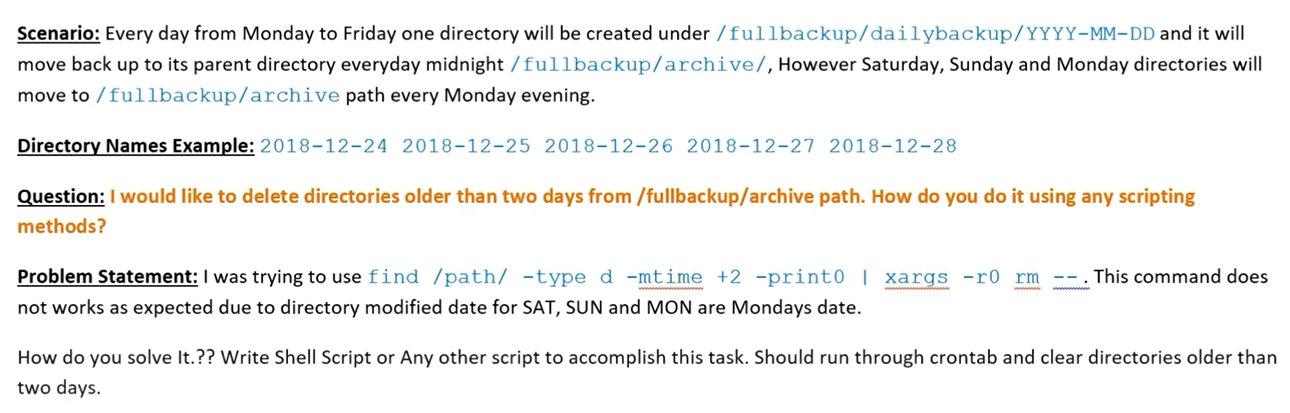 Scenario: Every day from Monday to Friday one directory will be created under /fullbackup/dailybackup/YYYY-MM-DD and it will
move back up to its parent directory everyday midnight /fullbackup/archive/, However Saturday, Sunday and Monday directories will
move to /fullbackup/archive path every Monday evening.
Directory Names Example: 2018-12-24 2018-12-25 2018-12-26 2018-12-27 2018-12-28
Question: I would like to delete directories older than two days from /fullbackup/archive path. How do you do it using any scripting
methods?
Problem Statement: I was trying to use find /path/ -type d -mtime +2 -print0 | xargs -r0 rm -- . This command does
not works as expected due to directory modified date for SAT, SUN and MON are Mondays date.
How do you solve It.?? Write Shell Script or Any other script to accomplish this task. Should run through crontab and clear directories older than
two days.